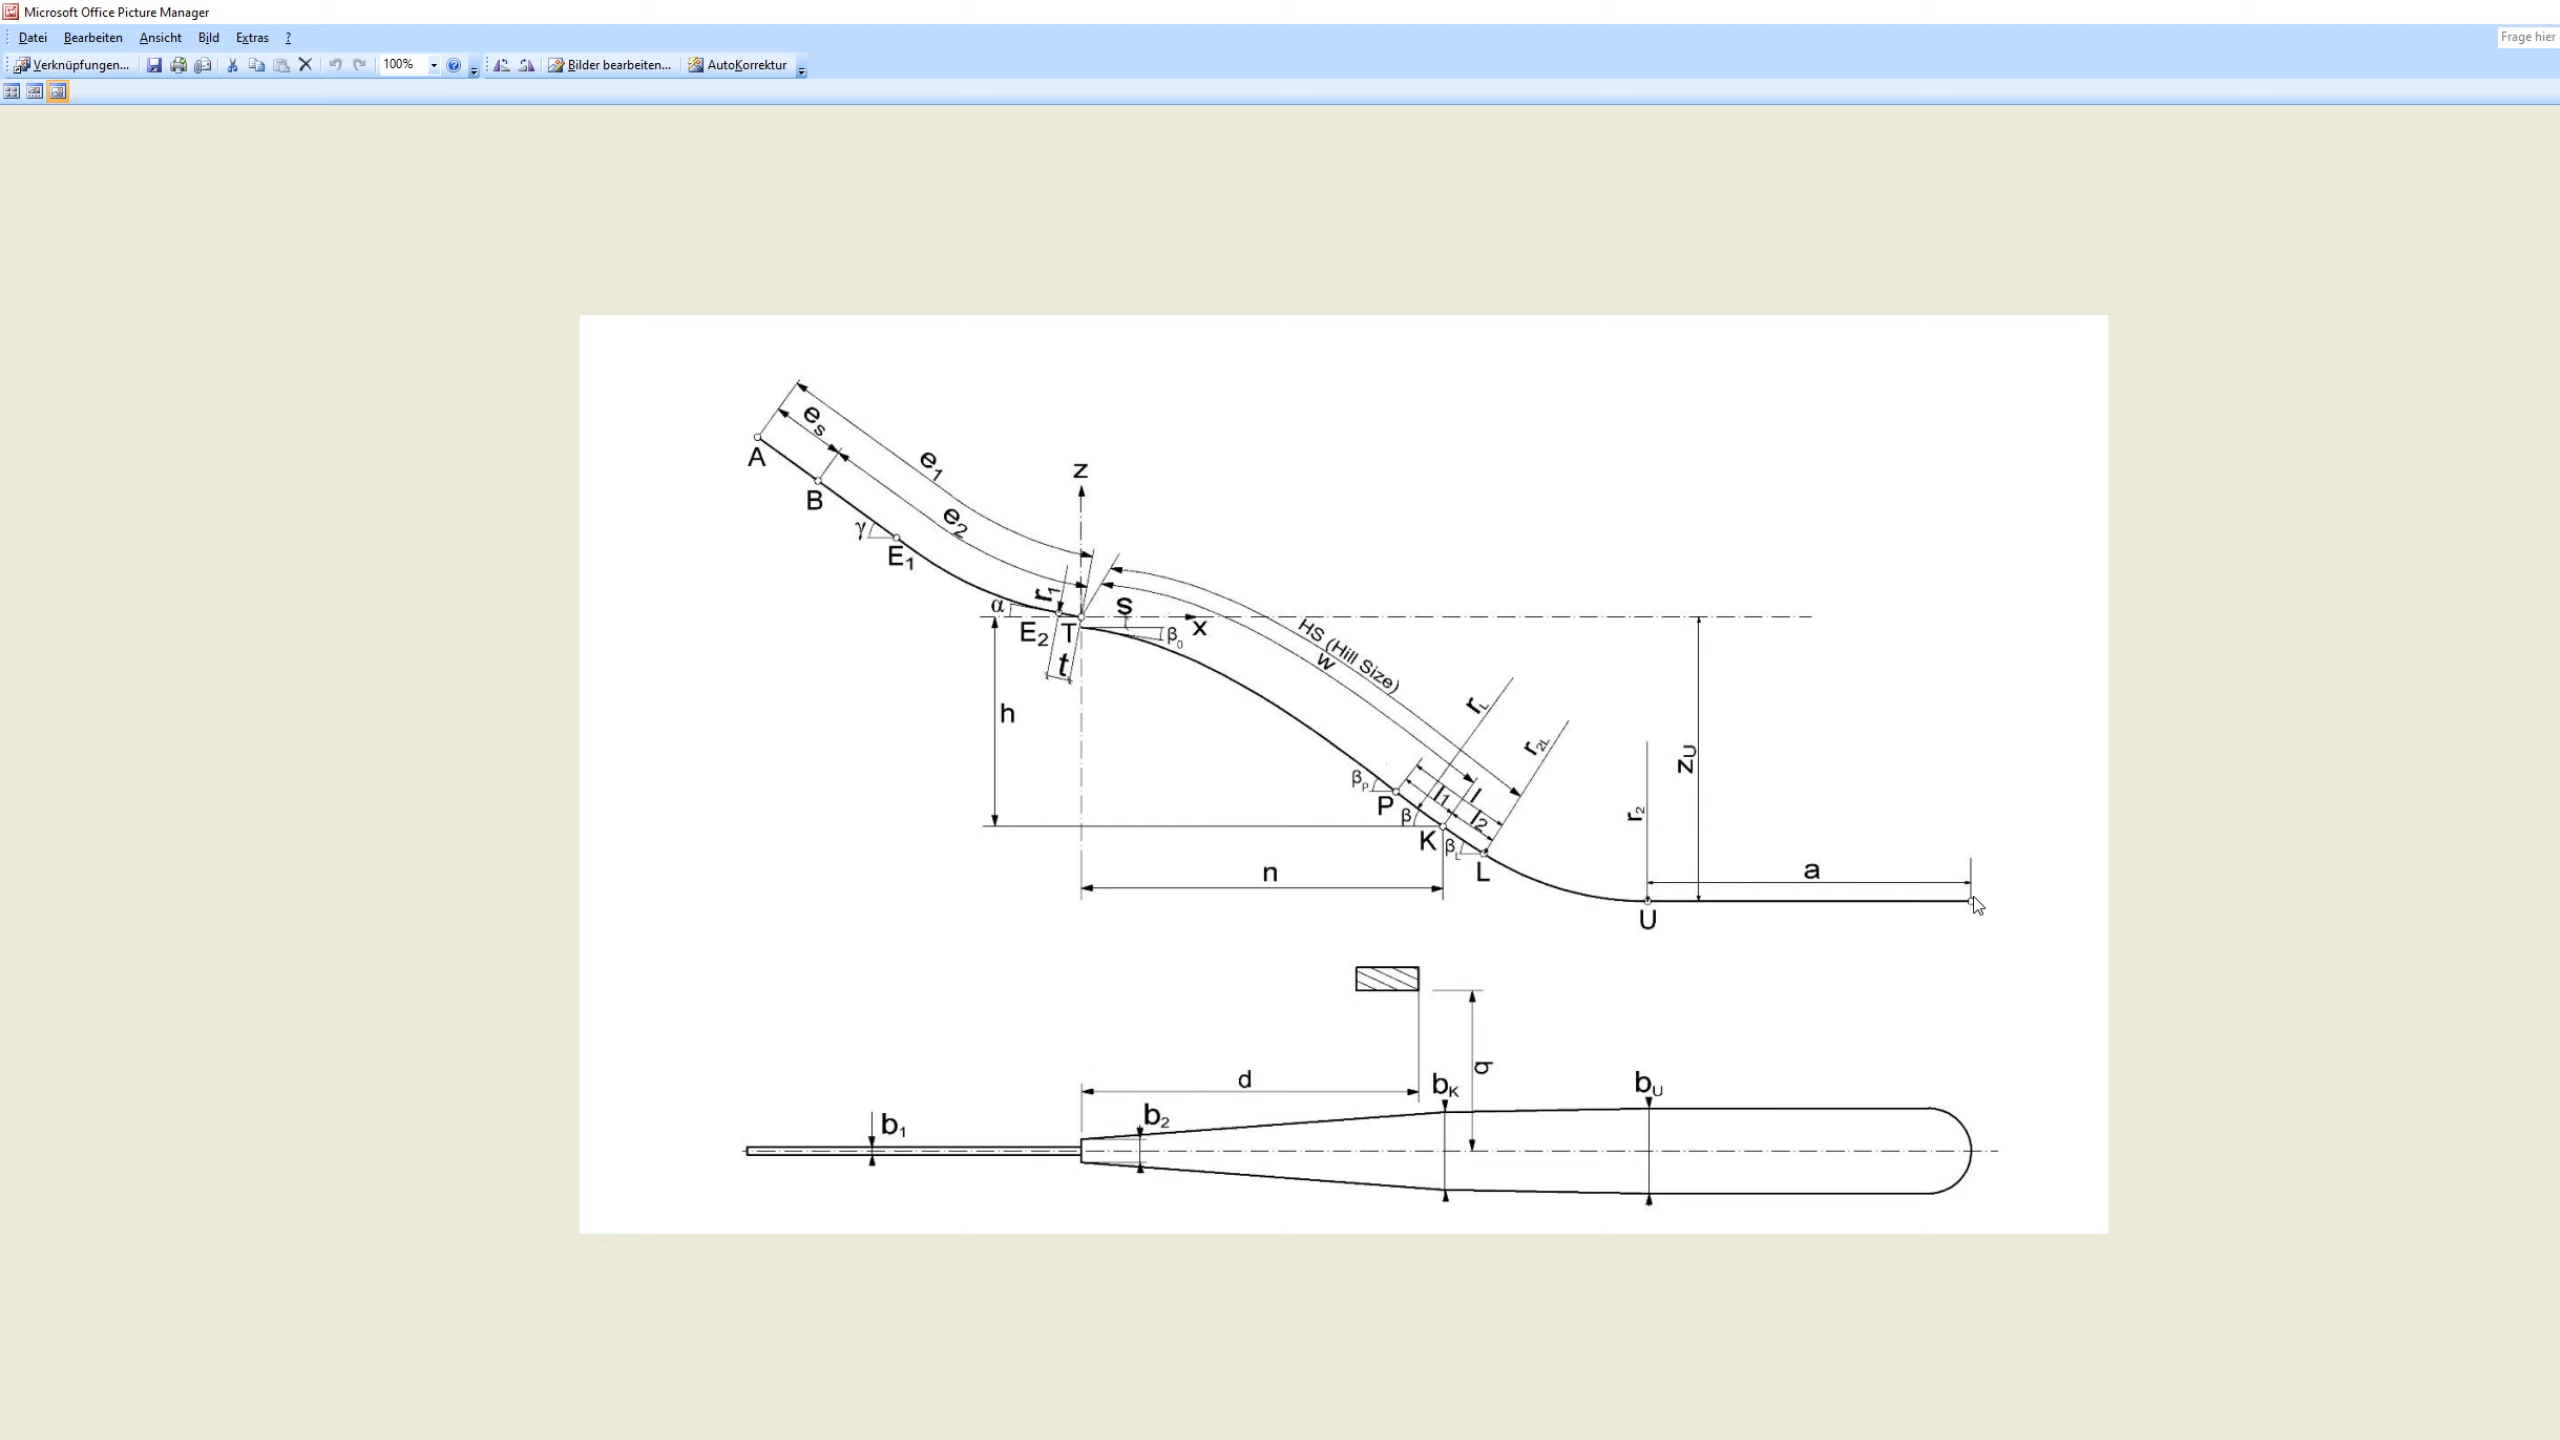 Microsoft Office Picture Manager
Datei Bearbeiten Ansicht Bild Extras ? Frage hier
Verknüpfungen... 100% Bilder bearbeiten... AutoKorrektur
eS
A
e1
z
B
e2
γ
E1
r1
α
S
E2 T β0 x
HS (Hill Size)
w
t
rL
h
r2L
zU
βP
l
P l1
r2
β
l2
K βL
L
a
n
U
q
d
bK
bU
b2
b1